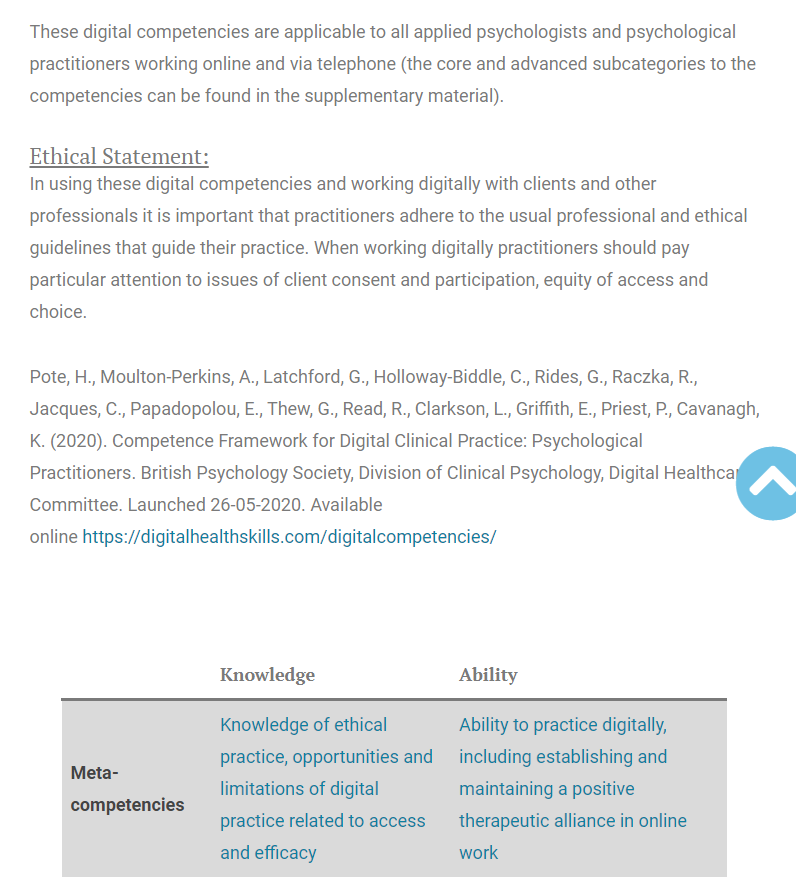 These digital competencies are applicable to all applied psychologists and psychological
practitioners working online and via telephone (the core and advanced subcategories to the
competencies can be found in the supplementary material).
Ethical Statement:
In using these digital competencies and working digitally with clients and other
professionals it is important that practitioners adhere to the usual professional and ethical
guidelines that guide their practice. When working digitally practitioners should pay
particular attention to issues of client consent and participation, equity of access and
choice.
Pote, H., Moulton-Perkins, A., Latchford, G., Holloway-Biddle, C., Rides, G., Raczka, R.,
Jacques, C., Papadopolou, E., Thew, G., Read, R., Clarkson, L., Griffith, E., Priest, P., Cavanagh,
K. (2020). Competence Framework for Digital Clinical Practice: Psychological
Practitioners. British Psychology Society, Division of Clinical Psychology, Digital Healthcar
Committee. Launched 26-05-2020. Available
online https://digitalhealthskills.com/digitalcompetencies/
Knowledge Ability
Meta-
competencies
Knowledge of ethical
practice, opportunities and
limitations of digital
practice related to access
and efficacy
Ability to practice digitally,
including establishing and
maintaining a positive
therapeutic alliance in online
work